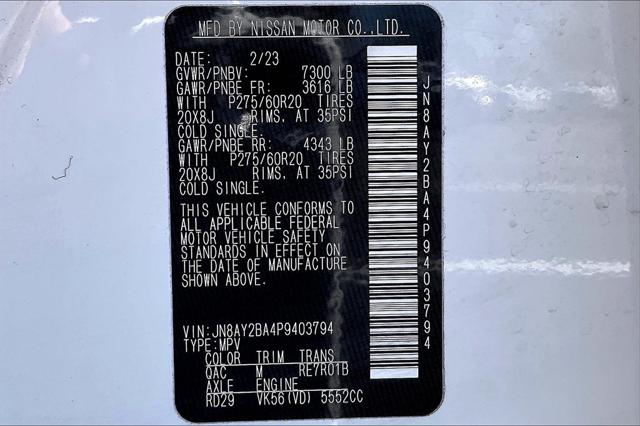 MFD BY NISSAN MOTOR CO.,LTD.
DATE: 2/23
GVWR/PNBV: 7300 LB
GAWR/PNBE FR: 3616 LB
WITH P275/60R20 TIRES
20X8J RIMS, AT 35PSI
COLD SINGLE.
GAWR/PNBE RR: 4343 LB
WITH P275/60R20 TIRES
20X8J RIMS, AT 35PSI
COLD SINGLE.
THIS VEHICLE CONFORMS TO
ALL APPLICABLE FEDERAL
MOTOR VEHICLE SAFETY
STANDARDS IN EFFECT ON
THE DATE OF MANUFACTURE
SHOWN ABOVE.
VIN:JN8AY2BA4P9403794
TYPE:MPV
COLOR TRIM TRANS
QAC M RE7R01B
AXLE ENGINE
RD29 VK56(VD) 5552CC
JN8AY2BA4P9403794